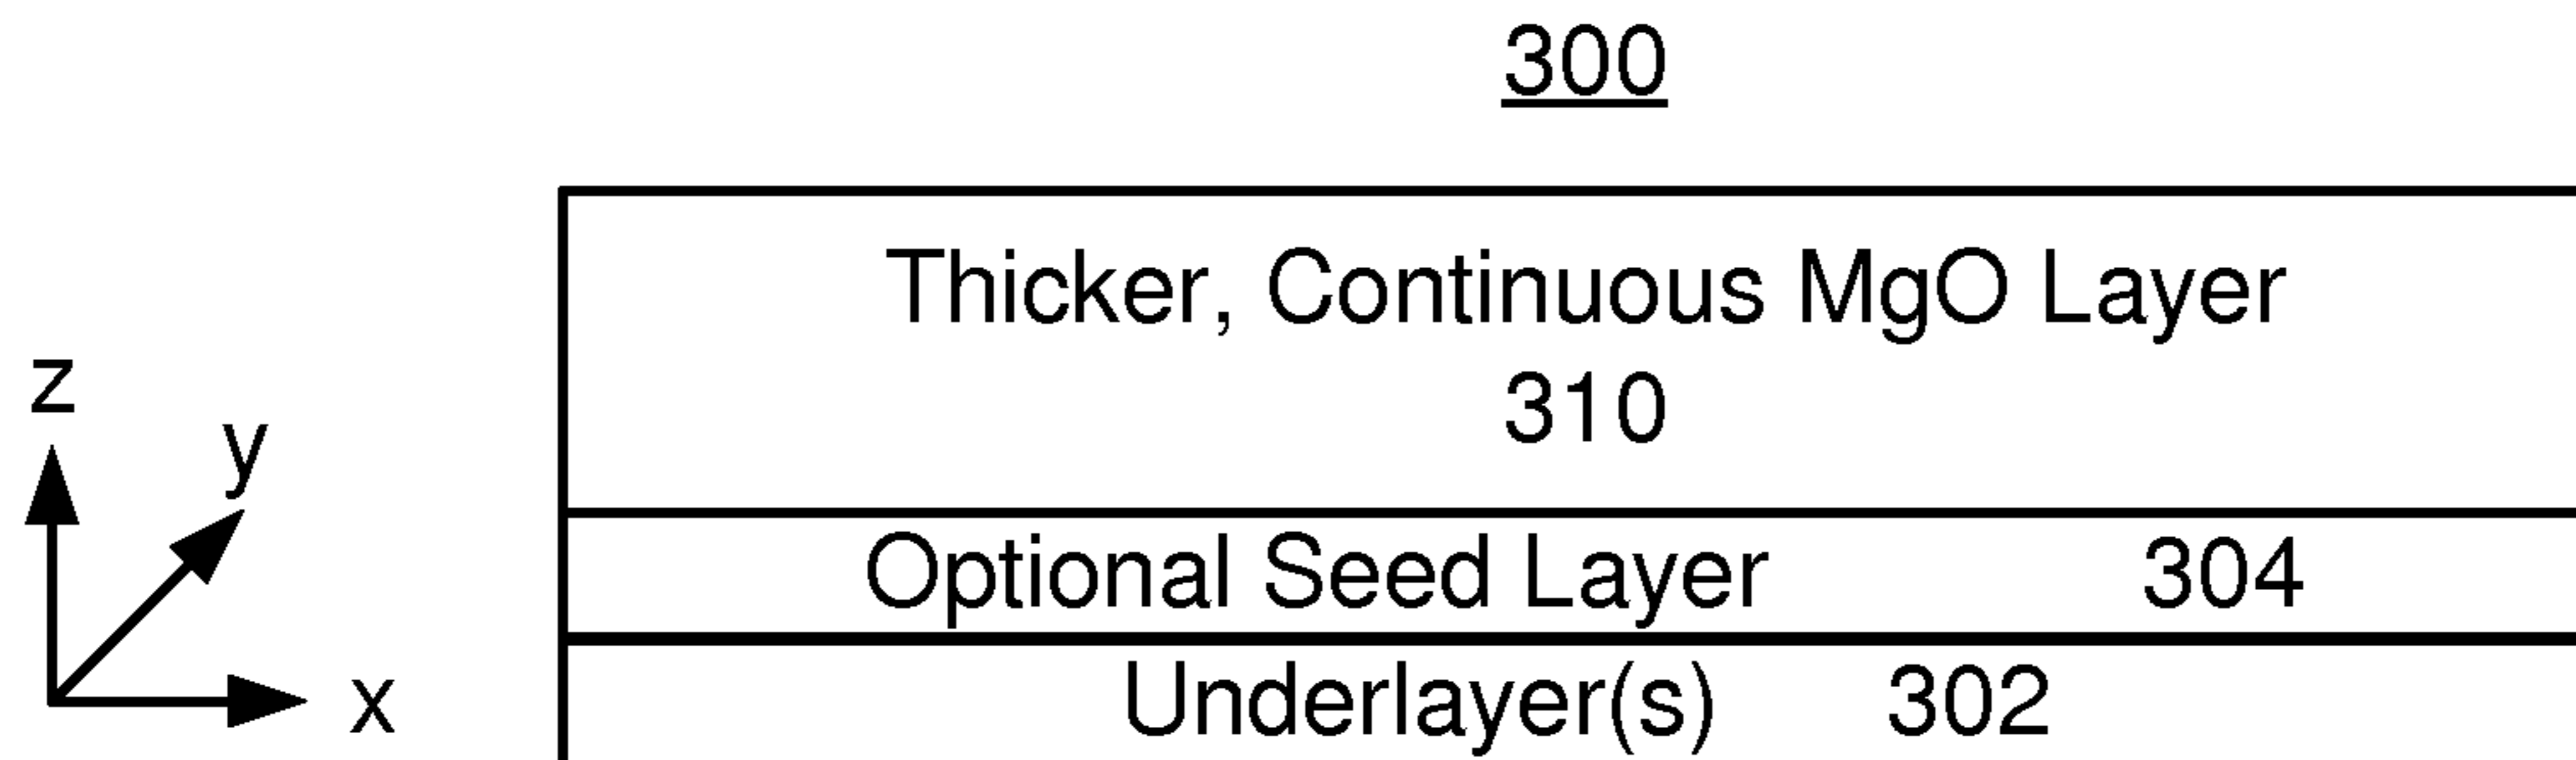 300
Thicker, Continuous MgO Layer
310
z
y
Optional Seed Layer 304
Underlayer(s) 302
x